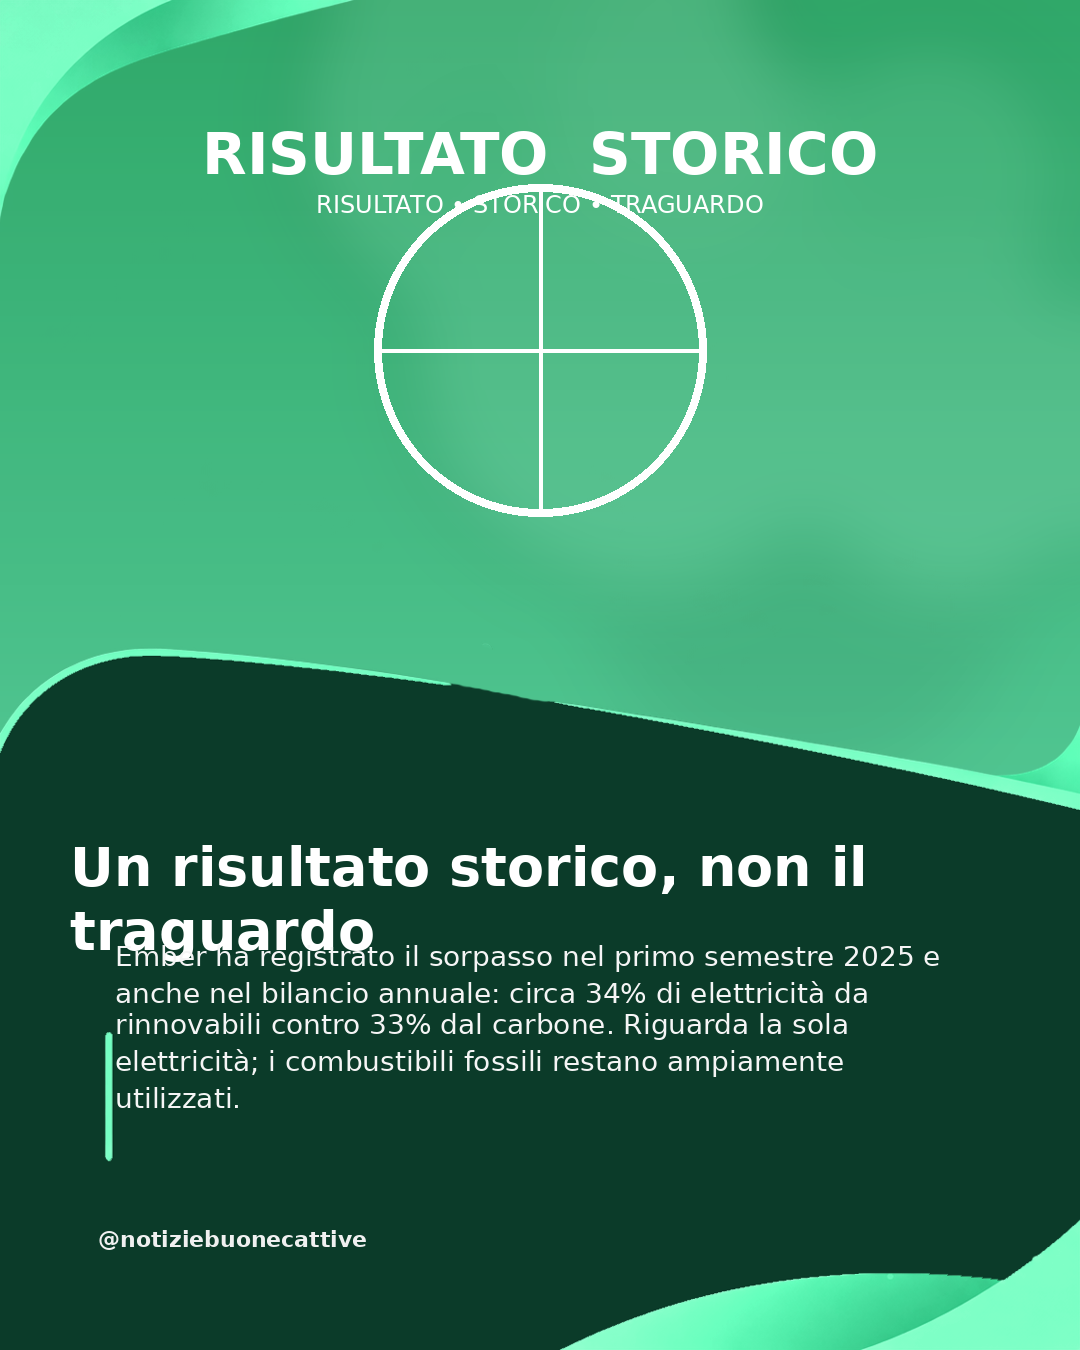 RISULTATO STORICO
RISULTATO • STORICO • TRAGUARDO
Un risultato storico, non il
traguardo
Ember ha registrato il sorpasso nel primo semestre 2025 e
anche nel bilancio annuale: circa 34% di elettricità da
rinnovabili contro 33% dal carbone. Riguarda la sola
elettricità; i combustibili fossili restano ampiamente
utilizzati.
@notiziebuonecattive